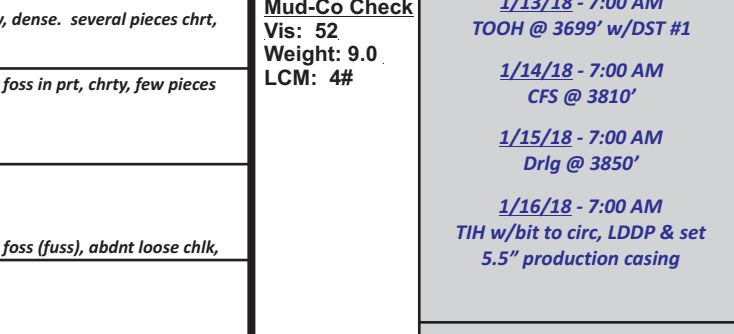 , dense. several pieces chrt,
foss in prt, chrty, few pieces
foss (fuss), abdnt loose chlk,
Mud-Co Check
Vis: 52
Weight: 9.0
LCM: 4#
1/13/18 - 7:00 AM
TOOH @ 3699’ w/DST #1
1/14/18 - 7:00 AM
CFS @ 3810’
1/15/18 - 7:00 AM
Drlg @ 3850’
1/16/18 - 7:00 AM
TIH w/bit to circ, LDDP & set
5.5” production casing